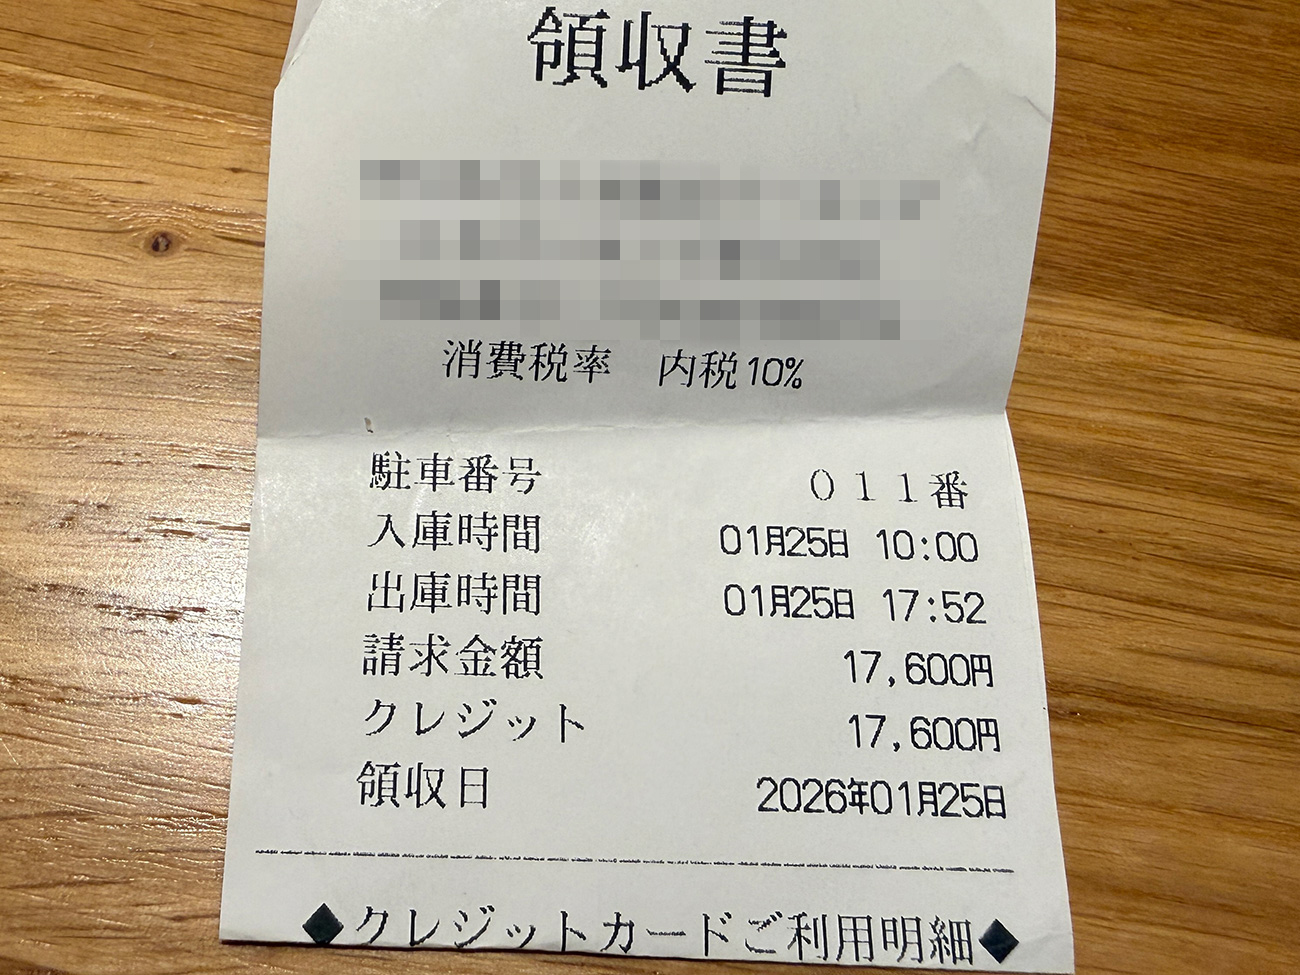 領収書
消費税率 内税10%
駐車番号 011番
入庫時間 01月25日 10:00
出庫時間 01月25日 17:52
請求金額 17,600円
クレジット 17,600円
領収日 2026年01月25日
◆クレジットカードご利用明細◆